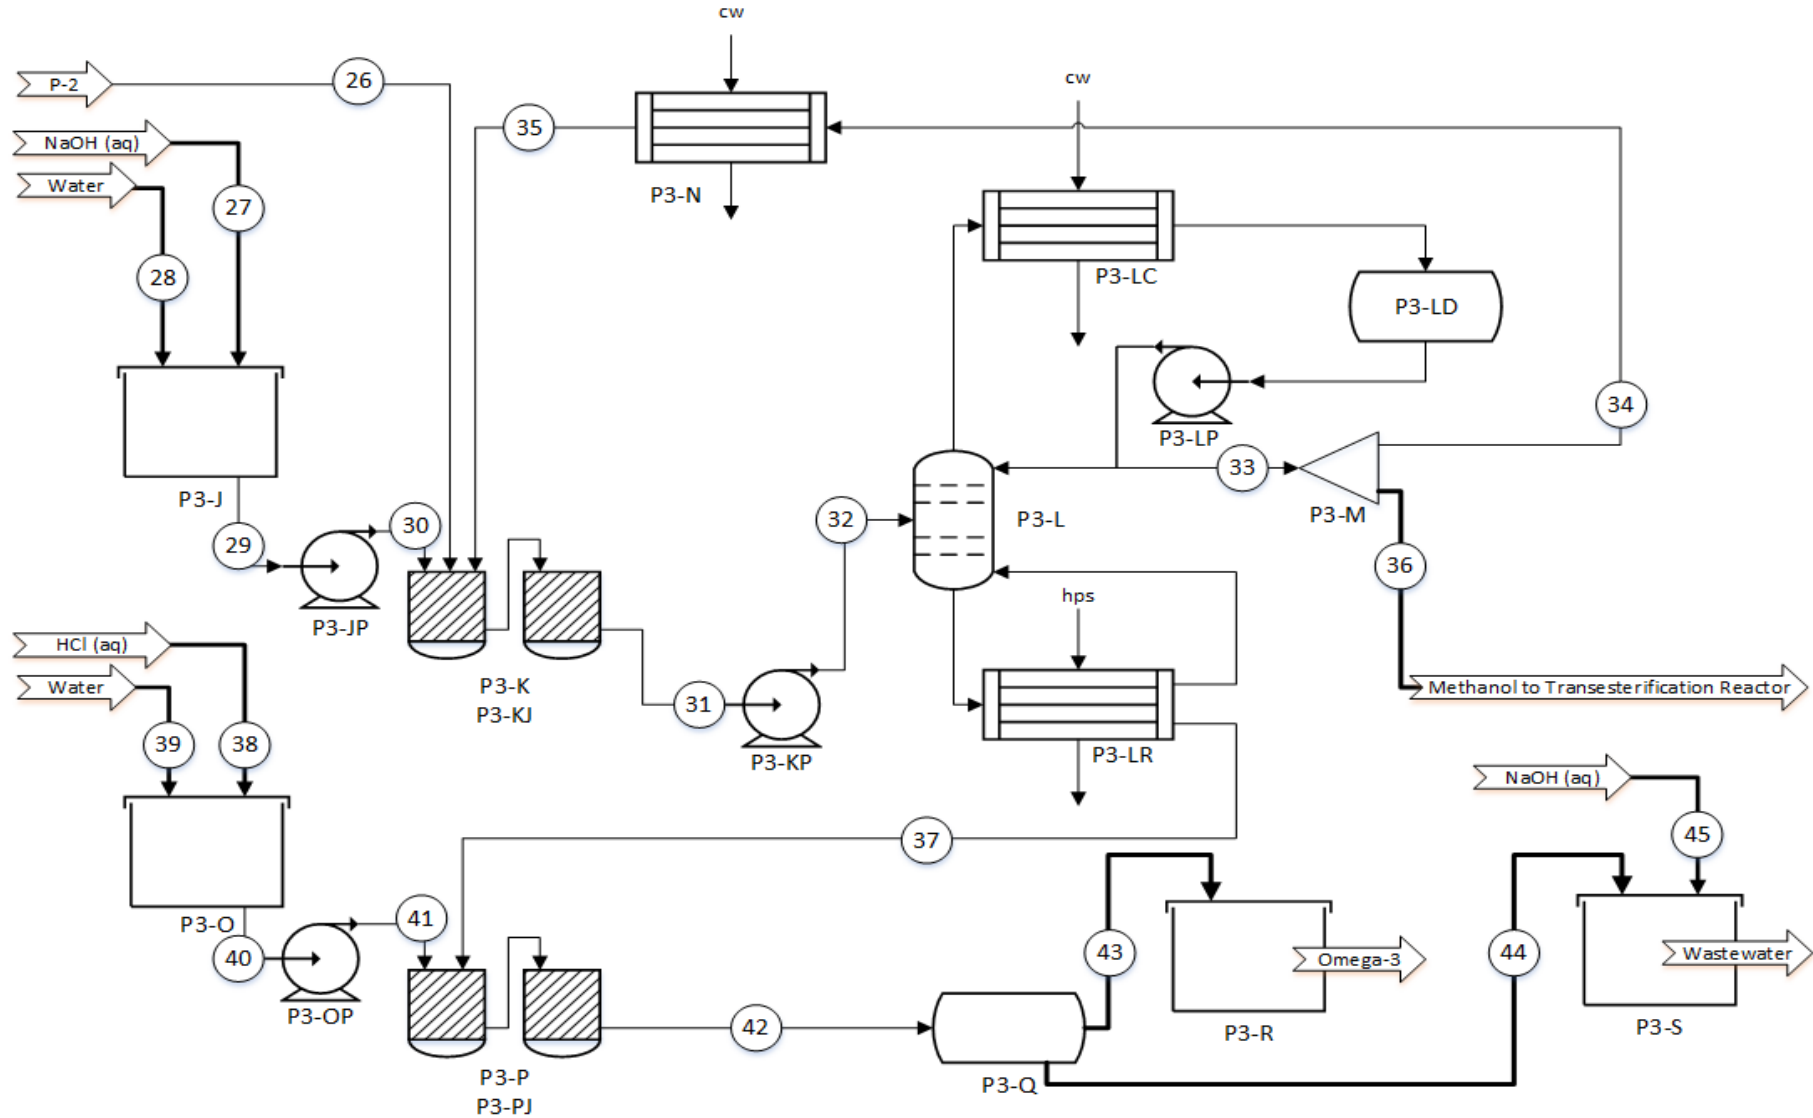 cw
P-2
26
cw
NaOH (aq)
35
Water
P3-N
27
28
P3-LC
P3-LD
34
P3-LP
33
P3-J
P3-M
30
32
P3-L
29
36
hps
P3-JP
HCl (aq)
P3-K
P3-KJ
Water
Methanol to Transesterification Reactor
31
39
38
P3-KP
P3-LR
NaOH (aq)
37
45
P3-O
41
40
43
Omega-3
44
Wastewater
P3-OP
42
P3-R
P3-S
P3-P
P3-PJ
P3-Q